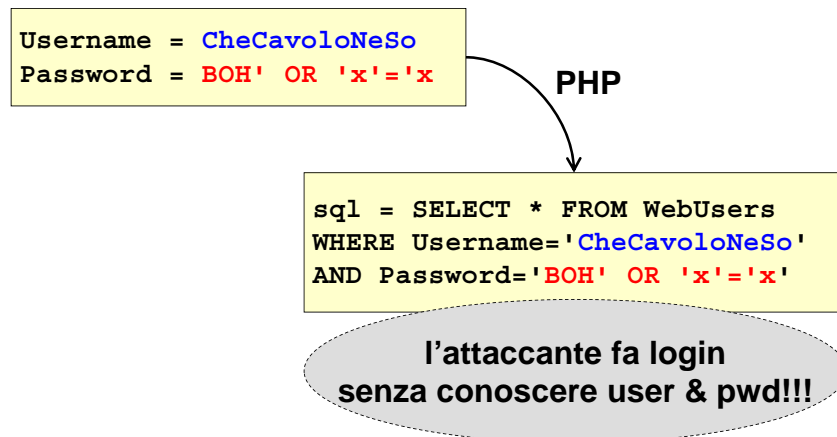 Username = CheCavoloNeSo
Password = BOH' OR 'x'='x
PHP
sql = SELECT * FROM WebUsers
WHERE Username='CheCavoloNeSo'
AND Password='BOH' OR 'x'='x'
l’attaccante fa login
senza conoscere user & pwd!!!